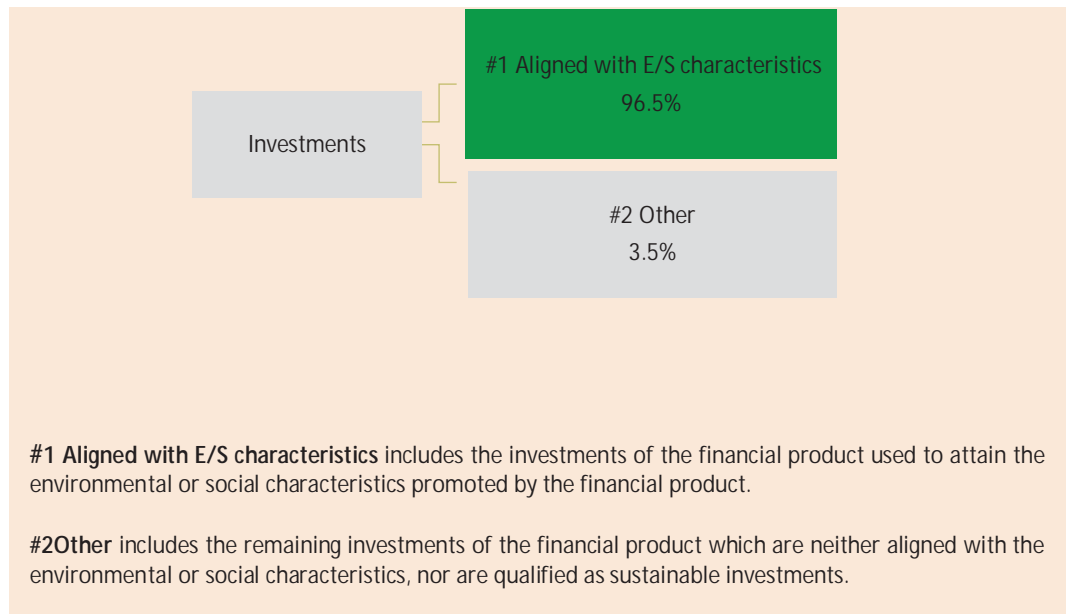 #1 Aligned with E/S characteristics
96.5%
Investments
#2 Other
3.5%
#1 Aligned with E/S characteristics includes the investments of the financial product used to attain the
environmental or social characteristics promoted by the financial product.
#2Other includes the remaining investments of the financial product which are neither aligned with the
environmental or social characteristics, nor are qualified as sustainable investments.